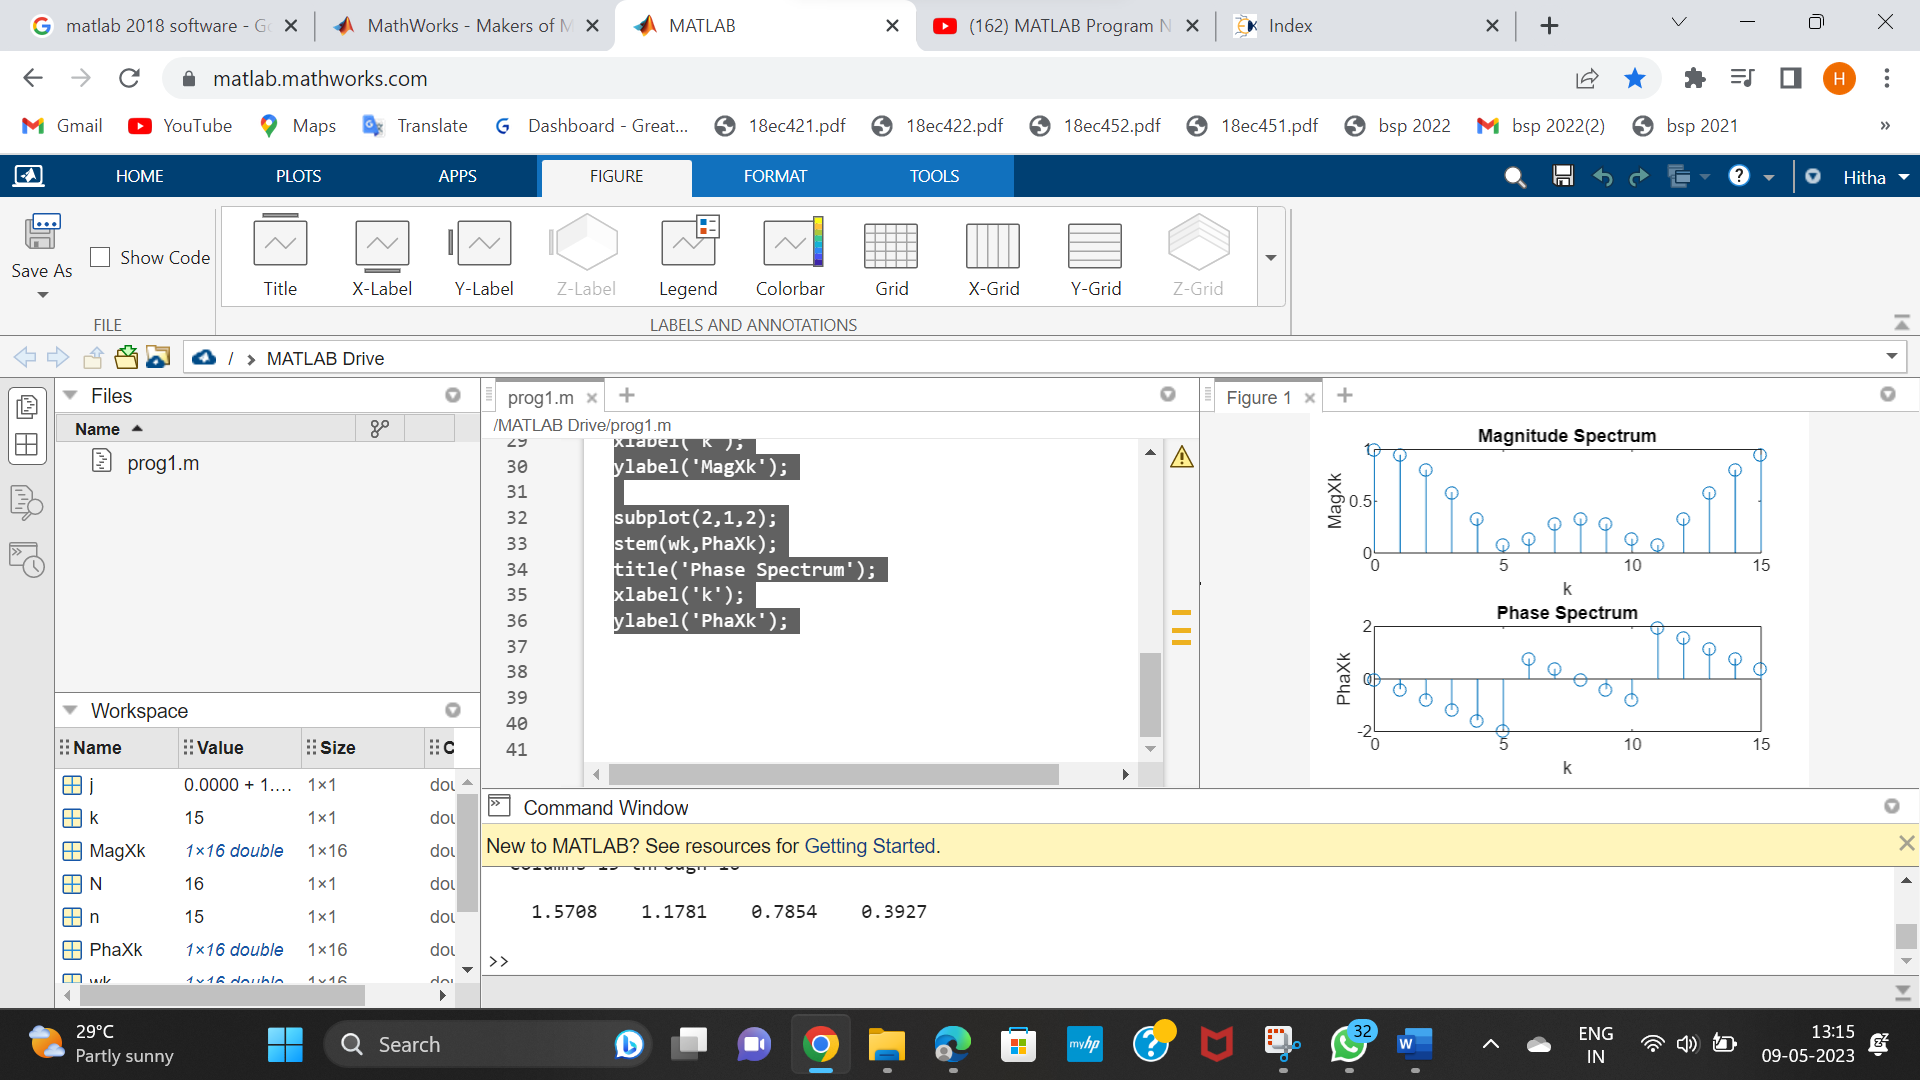 matlab 2018 software - Go
MathWorks - Makers of M
MATLAB
(162) MATLAB Program N
Index
matlab.mathworks.com
H
Gmail
YouTube
Maps
Translate
Dashboard - Great...
18ec421.pdf
18ec422.pdf
18ec452.pdf
18ec451.pdf
bsp 2022
bsp 2022(2)
bsp 2021
»
HOME
PLOTS
APPS
FIGURE
FORMAT
TOOLS
Hitha
Save As
Show Code
FILE
Title
X-Label
Y-Label
Z-Label
Legend
Colorbar
Grid
X-Grid
Y-Grid
Z-Grid
LABELS AND ANNOTATIONS
/ > MATLAB Drive
Files
Name
prog1.m
Workspace
Name Value Size C
j 0.0000 + 1.... 1×1 dou
k 15 1×1 dou
MagXk 1×16 double 1×16 dou
N 16 1×1 dou
n 15 1×1 dou
PhaXk 1×16 double 1×16 dou
wk 1×16 double 1×16 dou
prog1.m
/MATLAB Drive/prog1.m
29 xlabel('k');
30 ylabel('MagXk');
31
32 subplot(2,1,2);
33 stem(wk,PhaXk);
34 title('Phase Spectrum');
35 xlabel('k');
36 ylabel('PhaXk');
37
38
39
40
41
Figure 1
Magnitude Spectrum
MagXk
1
0.5
0
0 5 10 15
k
Phase Spectrum
PhaXk
2
0
-2
0 5 10 15
k
Command Window
New to MATLAB? See resources for Getting Started.
Columns 13 through 16
1.5708 1.1781 0.7854 0.3927
>>
29°C
Partly sunny
Search
myhp
32
W
ENG
IN
13:15
09-05-2023